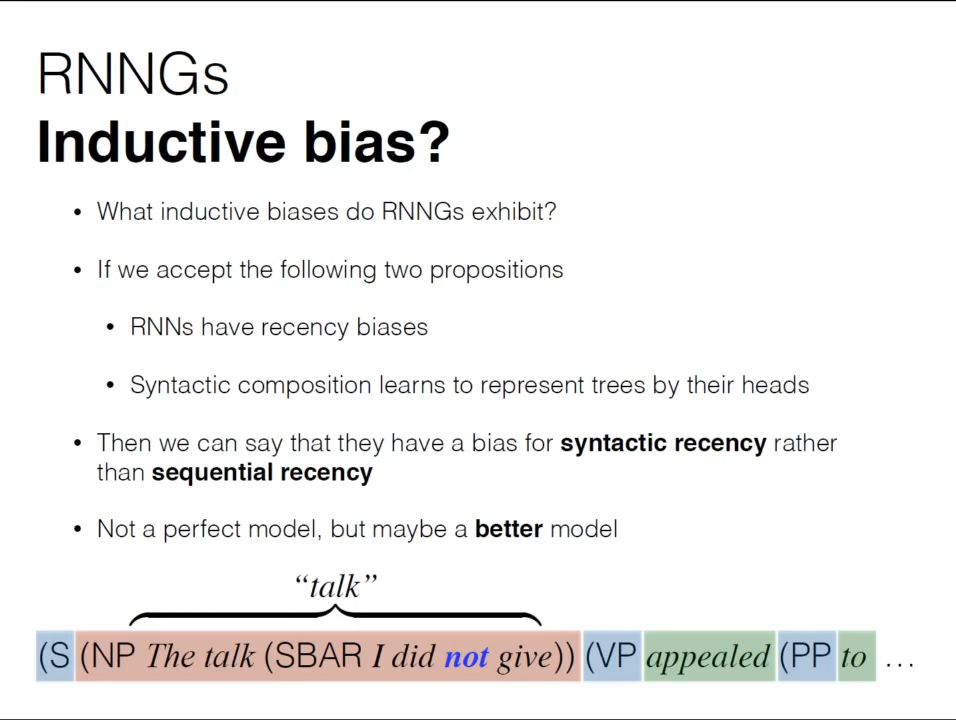 RNNGs
Inductive bias?
• What inductive biases do RNNGs exhibit?
• If we accept the following two propositions
• RNNs have recency biases
• Syntactic composition learns to represent trees by their heads
• Then we can say that they have a bias for syntactic recency rather
than sequential recency
• Not a perfect model, but maybe a better model
“talk”
(S (NP The talk (SBAR I did not give)) (VP appealed (PP to ...